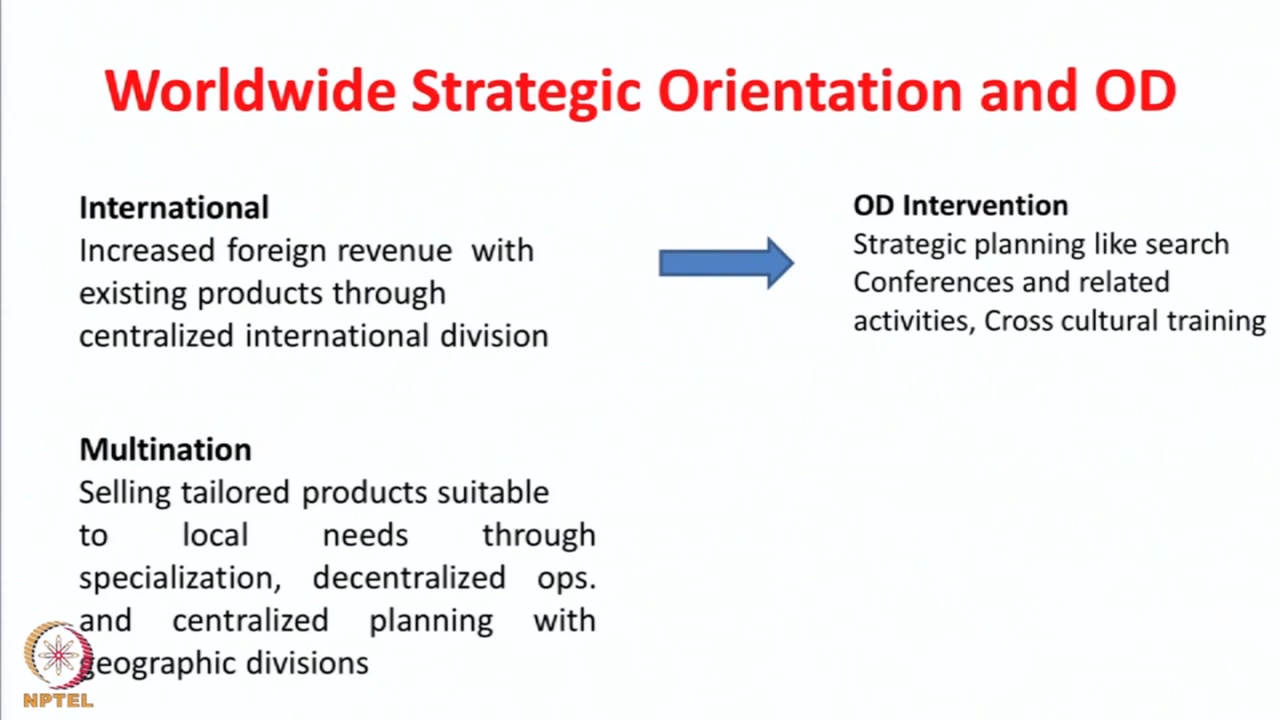 Worldwide Strategic Orientation and OD
International
Increased foreign revenue with
existing products through
centralized international division
OD Intervention
Strategic planning like search
Conferences and related
activities, Cross cultural training
Multination
Selling tailored products suitable
to local needs through
specialization, decentralized ops.
and centralized planning with
geographic divisions
NPTEL